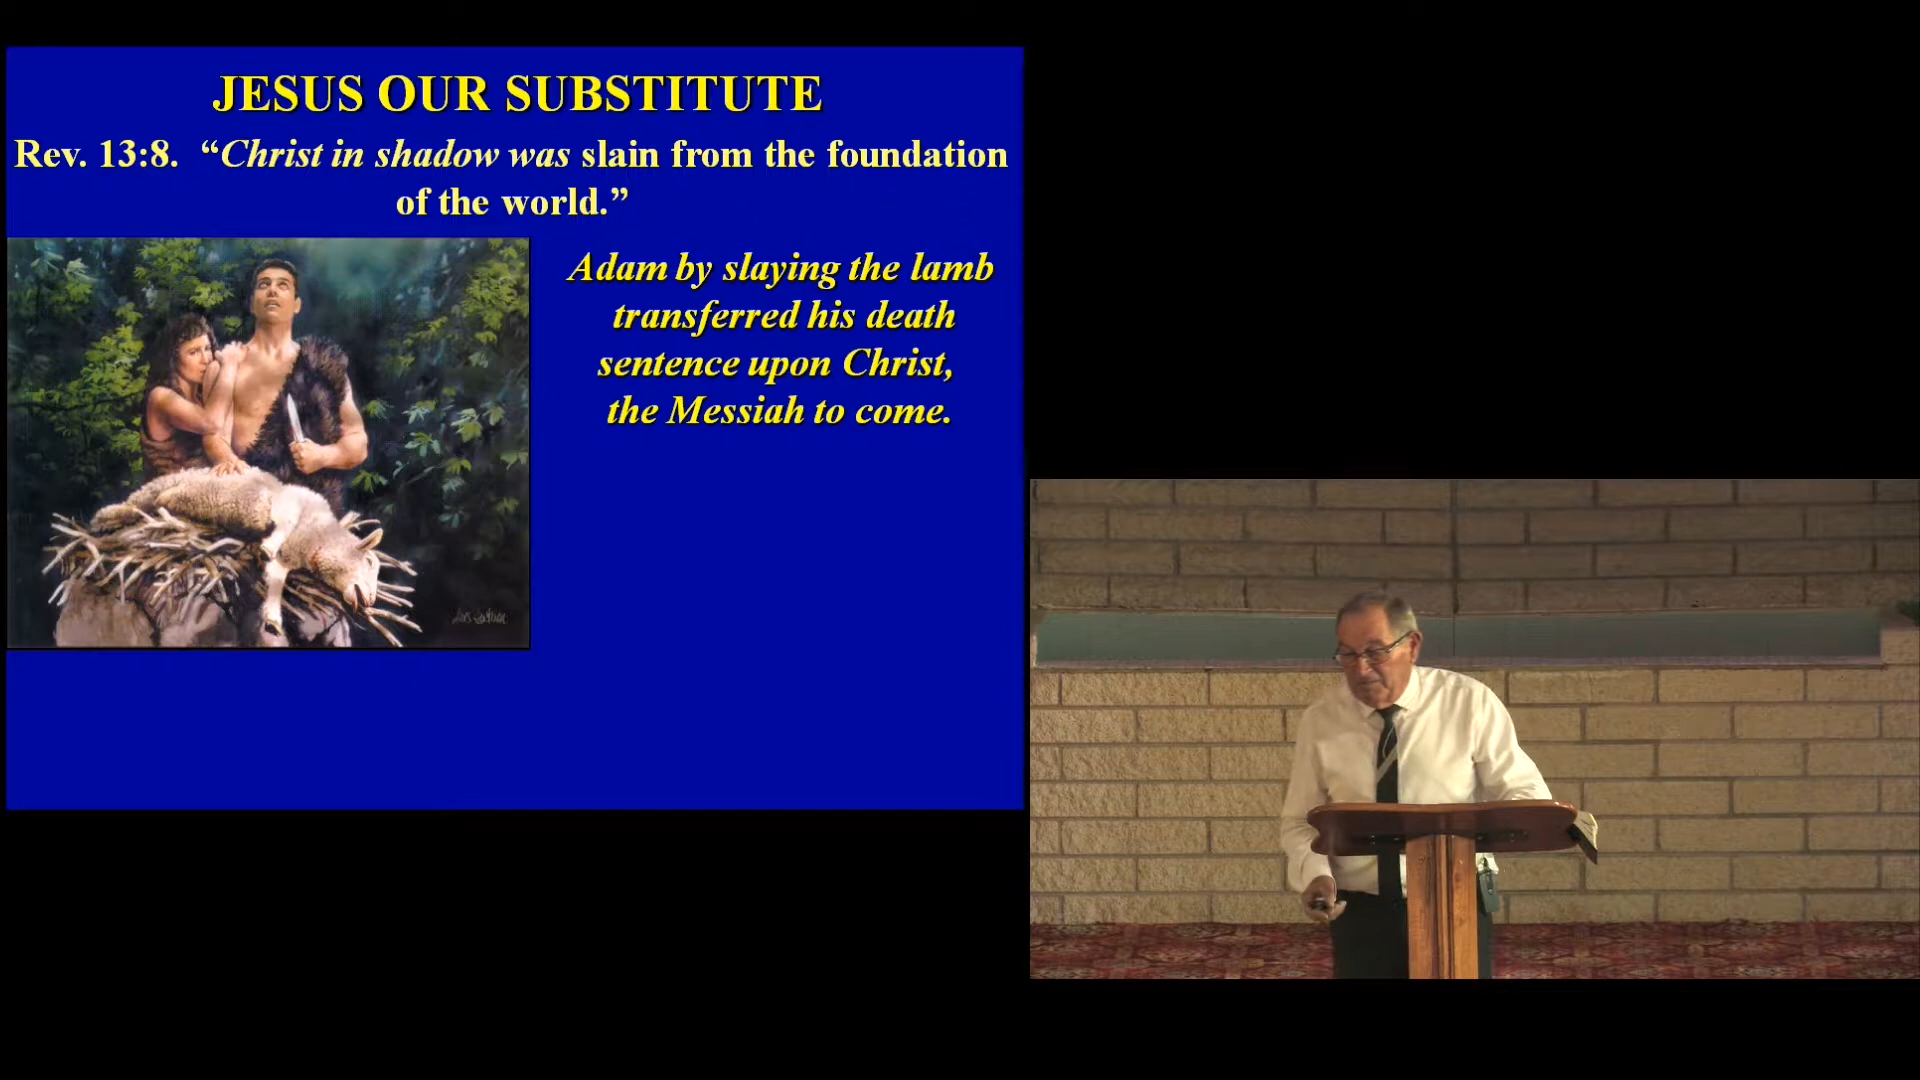 JESUS OUR SUBSTITUTE
Rev. 13:8. “Christ in shadow was slain from the foundation
of the world.”
Adam by slaying the lamb
transferred his death
sentence upon Christ,
the Messiah to come.